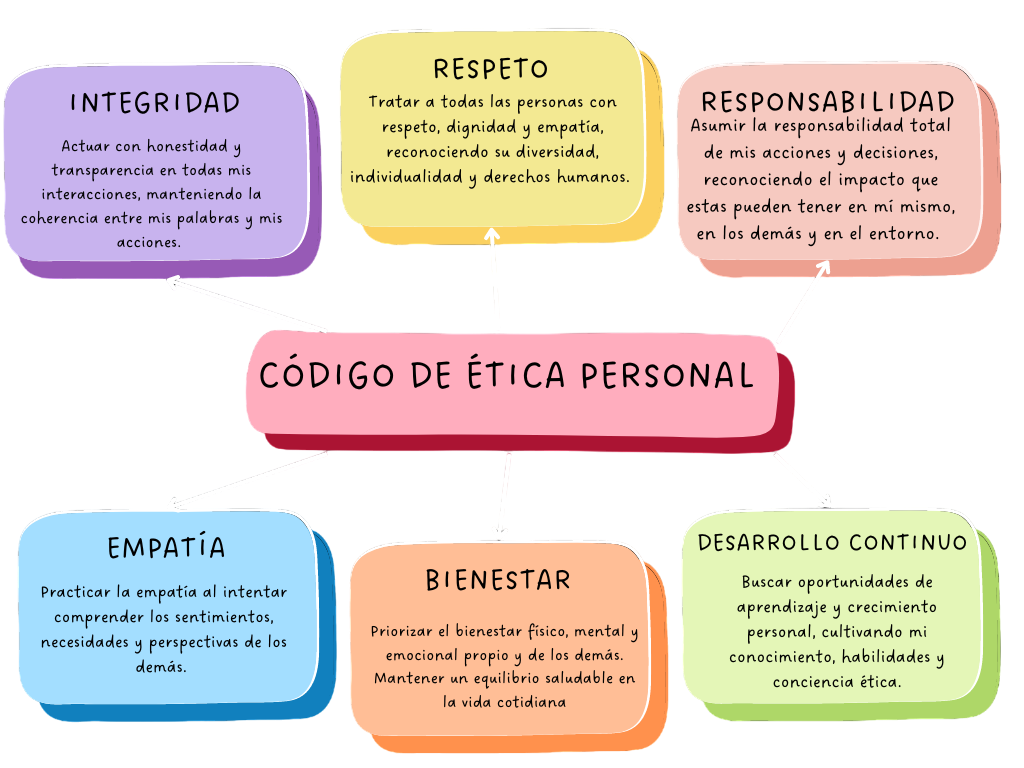 INTEGRIDAD
Actuar con honestidad y
transparencia en todas mis
interacciones, manteniendo la
coherencia entre mis palabras y mis
acciones.
RESPETO
Tratar a todas las personas con
respeto, dignidad y empatía,
reconociendo su diversidad,
individualidad y derechos humanos.
RESPONSABILIDAD
Asumir la responsabilidad total
de mis acciones y decisiones,
reconociendo el impacto que
estas pueden tener en mí mismo,
en los demás y en el entorno.
CÓDIGO DE ÉTICA PERSONAL
EMPATÍA
Practicar la empatía al intentar
comprender los sentimientos,
necesidades y perspectivas de los
demás.
BIENESTAR
Priorizar el bienestar físico, mental y
emocional propio y de los demás.
Mantener un equilibrio saludable en
la vida cotidiana
DESARROLLO CONTINUO
Buscar oportunidades de
aprendizaje y crecimiento
personal, cultivando mi
conocimiento, habilidades y
conciencia ética.